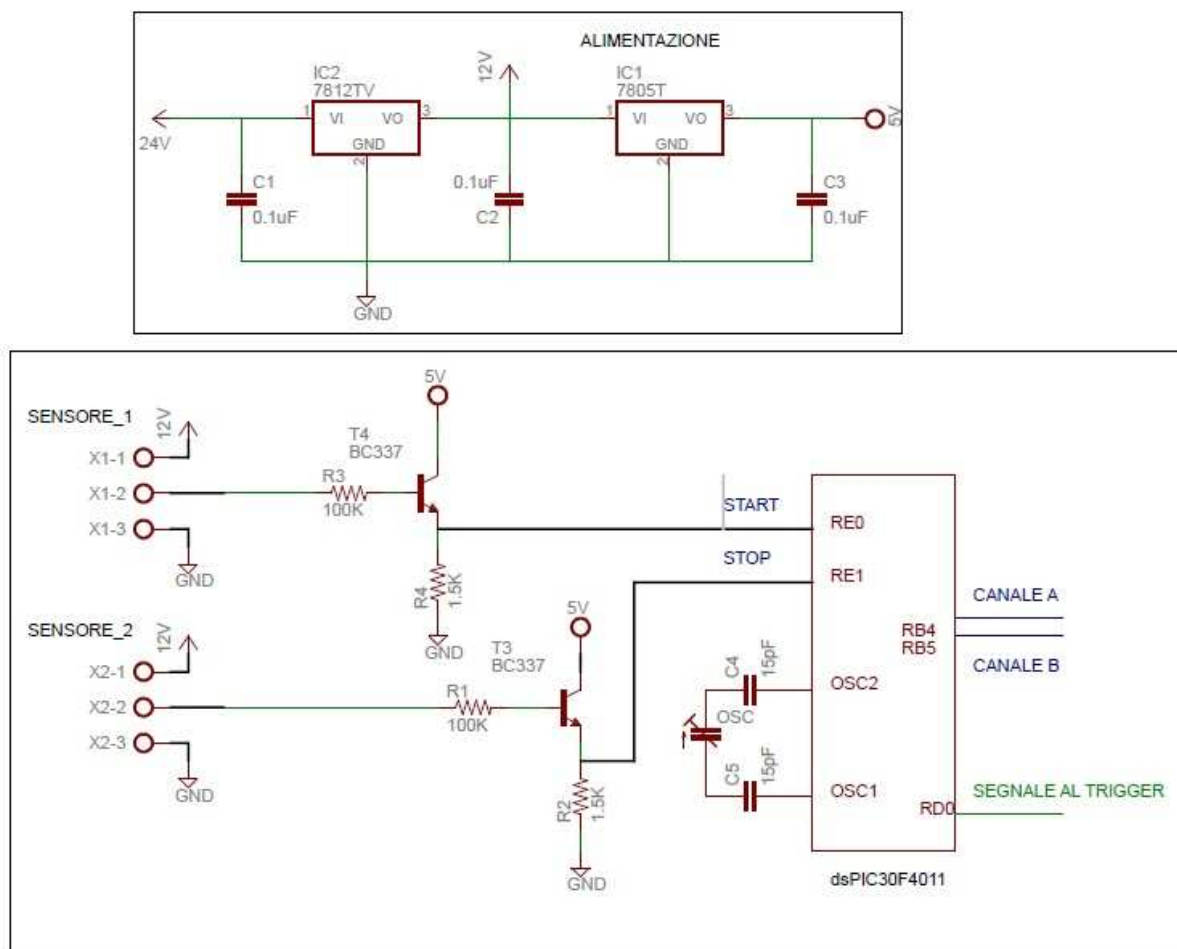 ALIMENTAZIONE
12V
IC2
7812TV
IC1
7805T
1
VI
VO
3
1
VI
VO
3
GND
GND
2
2
24V
5V
C1
0.1uF
0.1uF
C2
C3
0.1uF
GND
5V
SENSORE_1
12V
T4
BC337
X1-1
R3
X1-2
100K
START
X1-3
RE0
GND
STOP
R4
1.5K
RE1
5V
GND
SENSORE_2
12V
T3
BC337
CANALE A
RB4
RB5
X2-1
R1
C4
15pF
CANALE B
OSC2
X2-2
100K
OSC
X2-3
C5
15pF
GND
R2
1.5K
OSC1
SEGNALE AL TRIGGER
RD0
GND
dsPIC30F4011